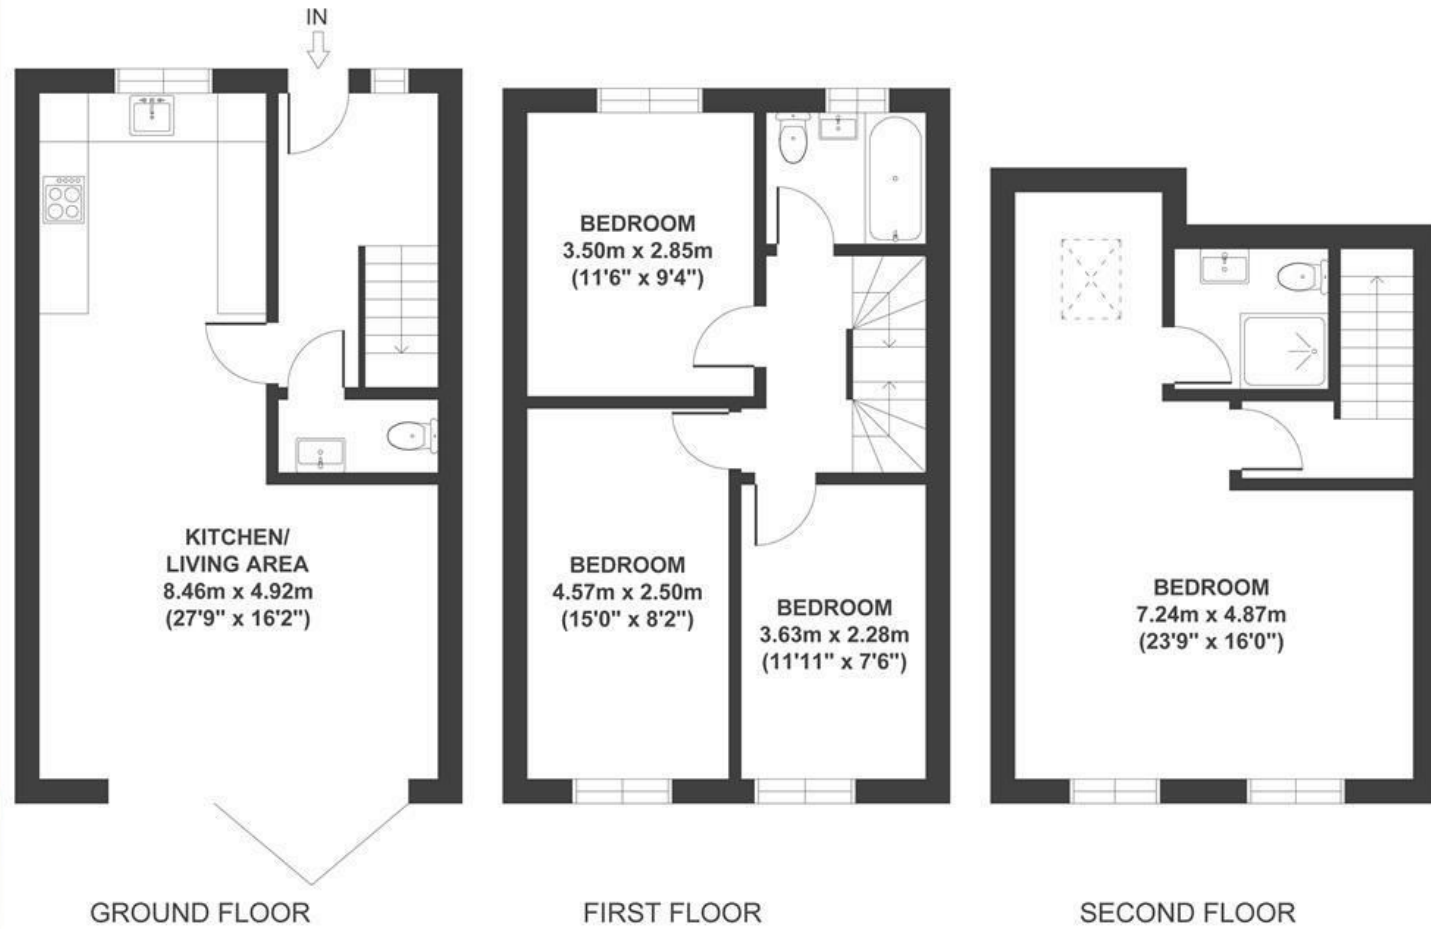 IN
KITCHEN/
LIVING AREA
8.46m x 4.92m
(27'9" x 16'2")
GROUND FLOOR
BEDROOM
3.50m x 2.85m
(11'6" x 9'4")
BEDROOM
4.57m x 2.50m
(15'0" x 8'2")
BEDROOM
3.63m x 2.28m
(11'11" x 7'6")
FIRST FLOOR
BEDROOM
7.24m x 4.87m
(23'9" x 16'0")
SECOND FLOOR